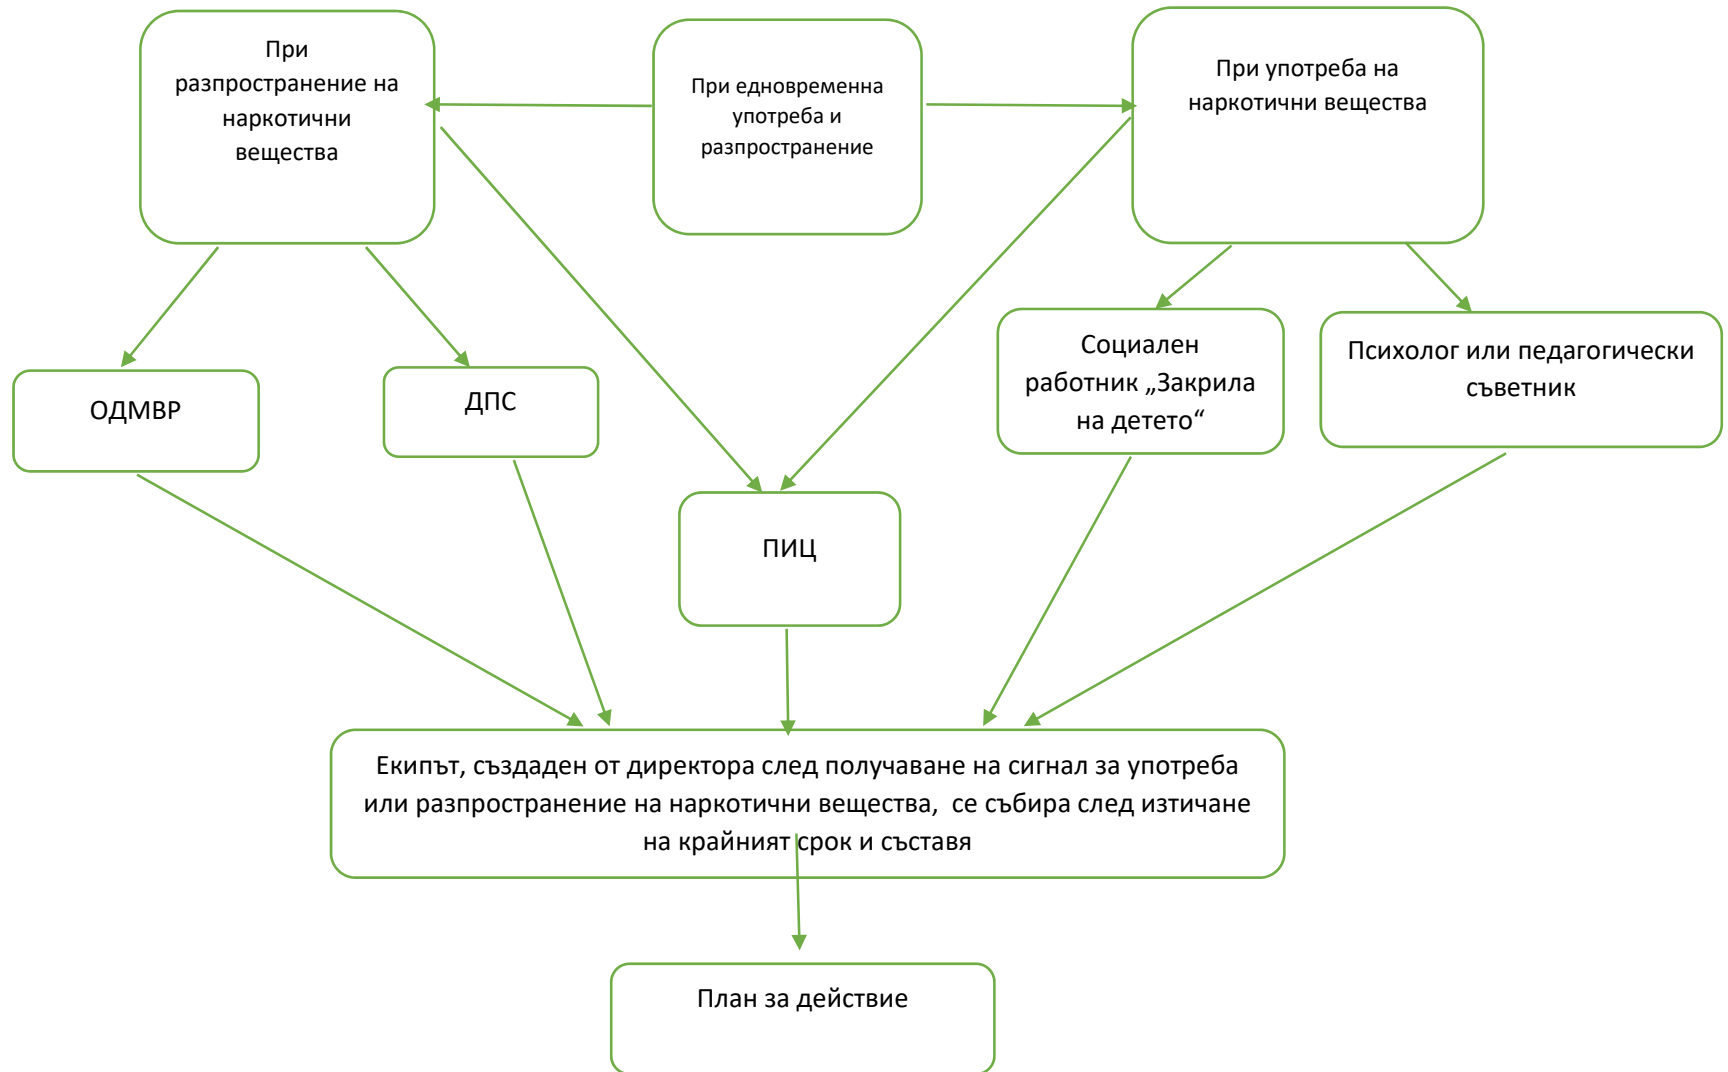 При
разпространение на
наркотични
вещества
При едновременна
употреба и
разпространение
При употреба на
наркотични вещества
ОДМВР
ДПС
Социален
работник „Закрила
на детето“
Психолог или педагогически
съветник
ПИЦ
Екипът, създаден от директора след получаване на сигнал за употреба
или разпространение на наркотични вещества, се събира след изтичане
на крайният срок и съставя
План за действие